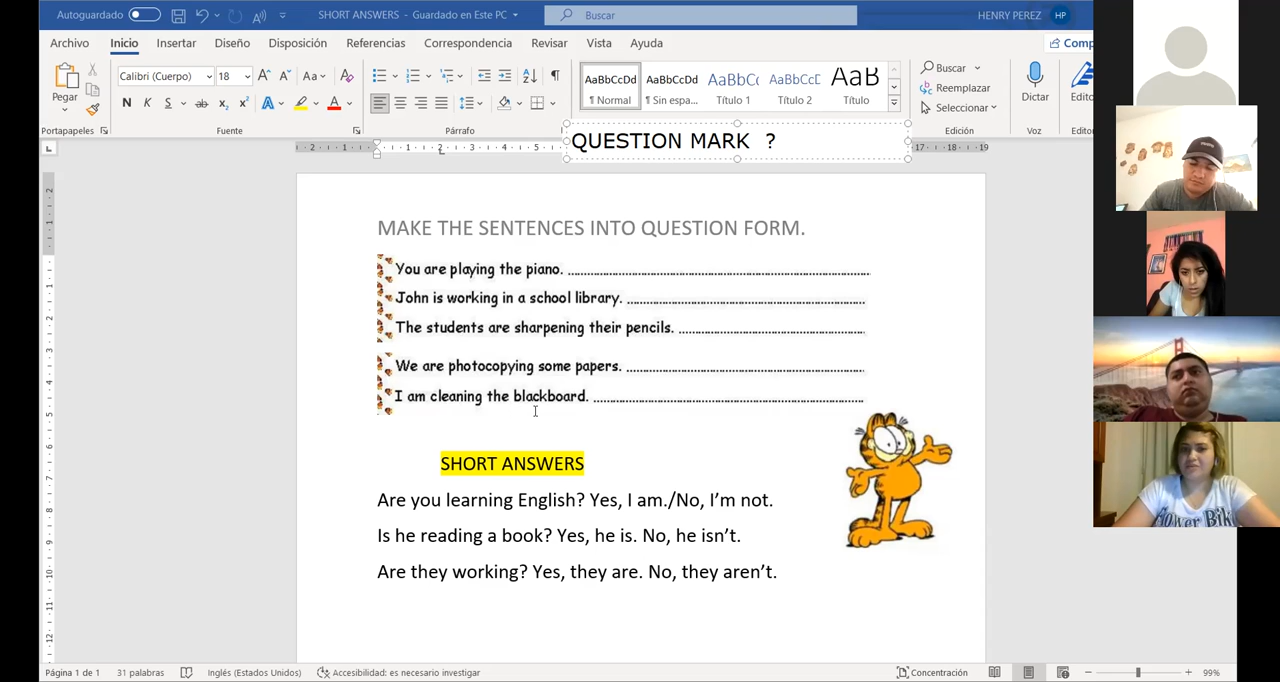 Autoguardado
SHORT ANSWERS - Guardado en Este PC
Buscar
HENRY PEREZ HP
Archivo Inicio Insertar Diseño Disposición Referencias Correspondencia Revisar Vista Ayuda
Pegar
Calibri (Cuerpo) 18
AaBbCcDd AaBbCcDd AaBbC AaBbCcD AaB
¶ Normal ¶ Sin espa... Título 1 Título 2 Título
Buscar
Reemplazar
Seleccionar
Dictar
Portapapeles Fuente Párrafo Edición Voz
QUESTION MARK ?
MAKE THE SENTENCES INTO QUESTION FORM.
You are playing the piano.
John is working in a school library.
The students are sharpening their pencils.
We are photocopying some papers.
I am cleaning the blackboard.
SHORT ANSWERS
Are you learning English? Yes, I am./No, I'm not.
Is he reading a book? Yes, he is. No, he isn't.
Are they working? Yes, they are. No, they aren't.
Página 1 de 1 31 palabras Inglés (Estados Unidos) Accesibilidad: es necesario investigar Concentración 99%